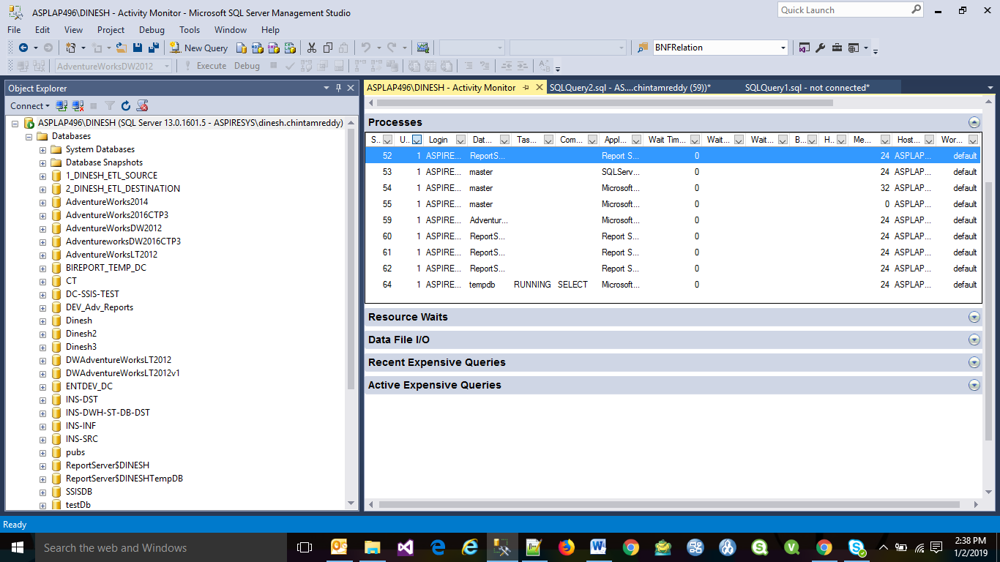 ASPLAP496\DINESH - Activity Monitor - Microsoft SQL Server Management Studio
Quick Launch
File Edit View Project Debug Tools Window Help
New Query
BNFRelation
AdventureWorksDW2012
Execute Debug
Object Explorer
Connect
ASPLAP496\DINESH (SQL Server 13.0.1601.5 - ASPIRESYS\dinesh.chintamreddy)
Databases
System Databases
Database Snapshots
1_DINESH_ETL_SOURCE
2_DINESH_ETL_DESTINATION
AdventureWorks2014
AdventureWorks2016CTP3
AdventureWorksDW2012
AdventureworksDW2016CTP3
AdventureWorksLT2012
BIREPORT_TEMP_DC
CT
DC-SSIS-TEST
DEV_Adv_Reports
Dinesh
Dinesh2
Dinesh3
DWAdventureWorksLT2012
DWAdventureWorksLT2012v1
ENTDEV_DC
INS-DST
INS-DWH-ST-DB-DST
INS-INF
INS-SRC
pubs
ReportServer$DINESH
ReportServer$DINESHTempDB
SSISDB
testDb
ASPLAP496\DINESH - Activity Monitor SQLQuery2.sql - AS....chintamreddy (59))* SQLQuery1.sql - not connected*
Processes
S.. U.. Login Dat... Tas... Com... Appl... Wait Tim... Wait... Wait... B... H.. Me... Host... Wor...
52 1 ASPIRE... ReportS... Report S... 0 24 ASPLAP... default
53 1 ASPIRE... master SQLServ... 0 24 ASPLAP... default
54 1 ASPIRE... master Microsoft... 0 32 ASPLAP... default
55 1 ASPIRE... master Microsoft... 0 0 ASPLAP... default
59 1 ASPIRE... Adventur... Microsoft... 0 24 ASPLAP... default
60 1 ASPIRE... ReportS... Report S... 0 24 ASPLAP... default
61 1 ASPIRE... ReportS... Report S... 0 24 ASPLAP... default
62 1 ASPIRE... ReportS... Report S... 0 24 ASPLAP... default
64 1 ASPIRE... tempdb RUNNING SELECT Microsoft... 0 24 ASPLAP... default
Resource Waits
Data File I/O
Recent Expensive Queries
Active Expensive Queries
Ready
Search the web and Windows
2:38 PM
1/2/2019